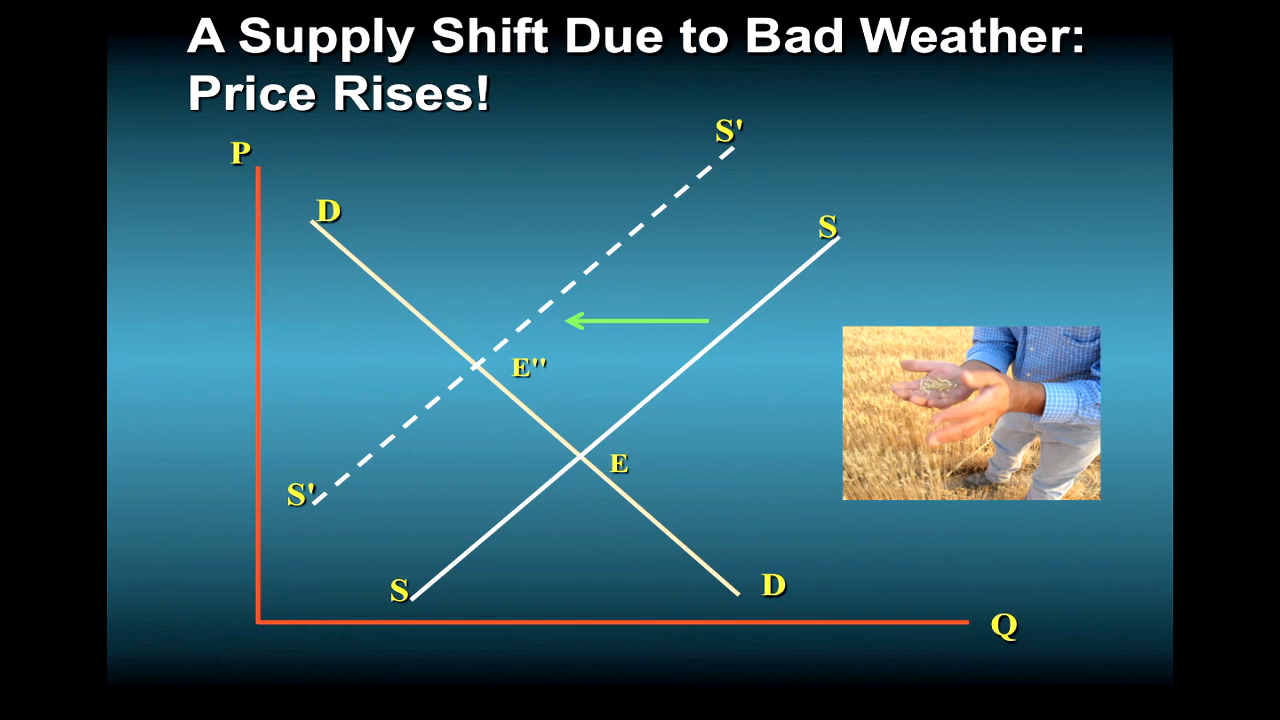 A Supply Shift Due to Bad Weather:
Price Rises!
S'
P
D
S
E"
E
S'
S
D
Q